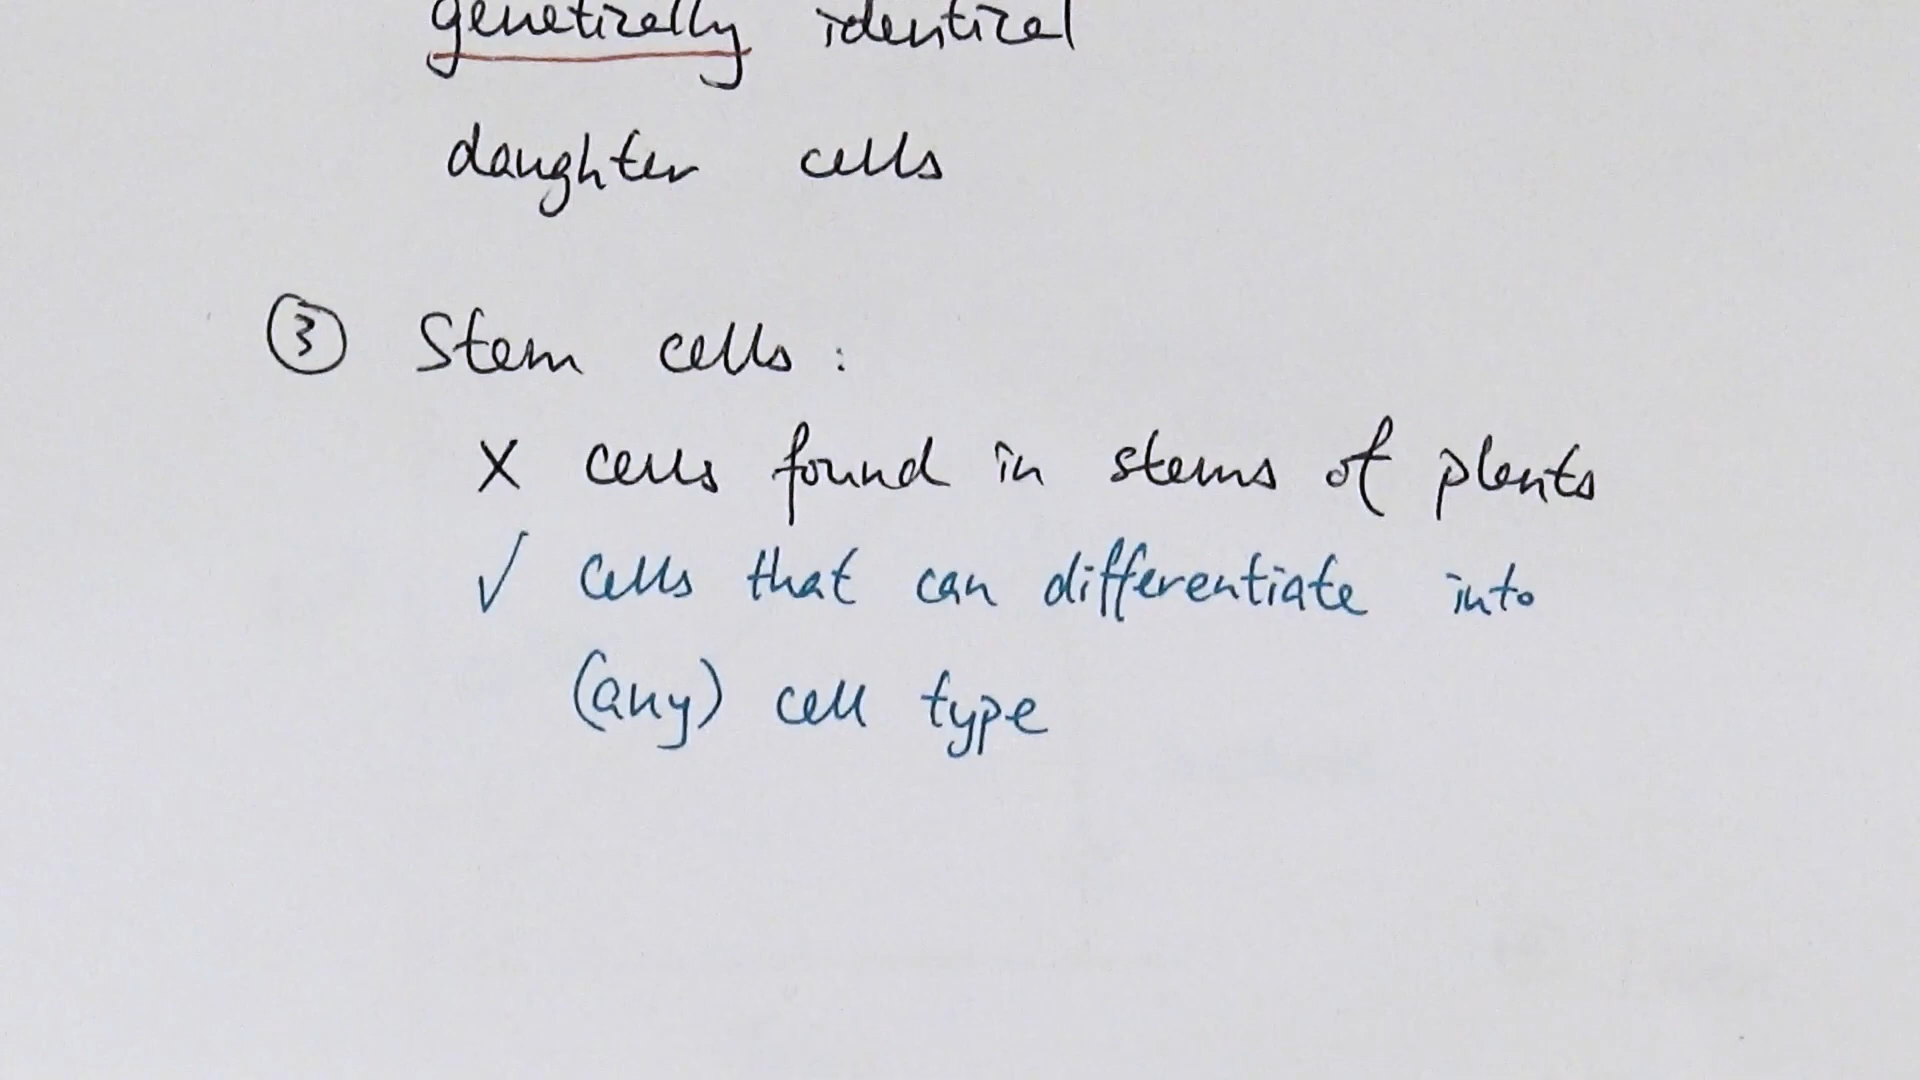 genetically identical
daughter cells
③ Stem cells :
X cells found in stems of plants
✓ cells that can differentiate into
(any) cell type